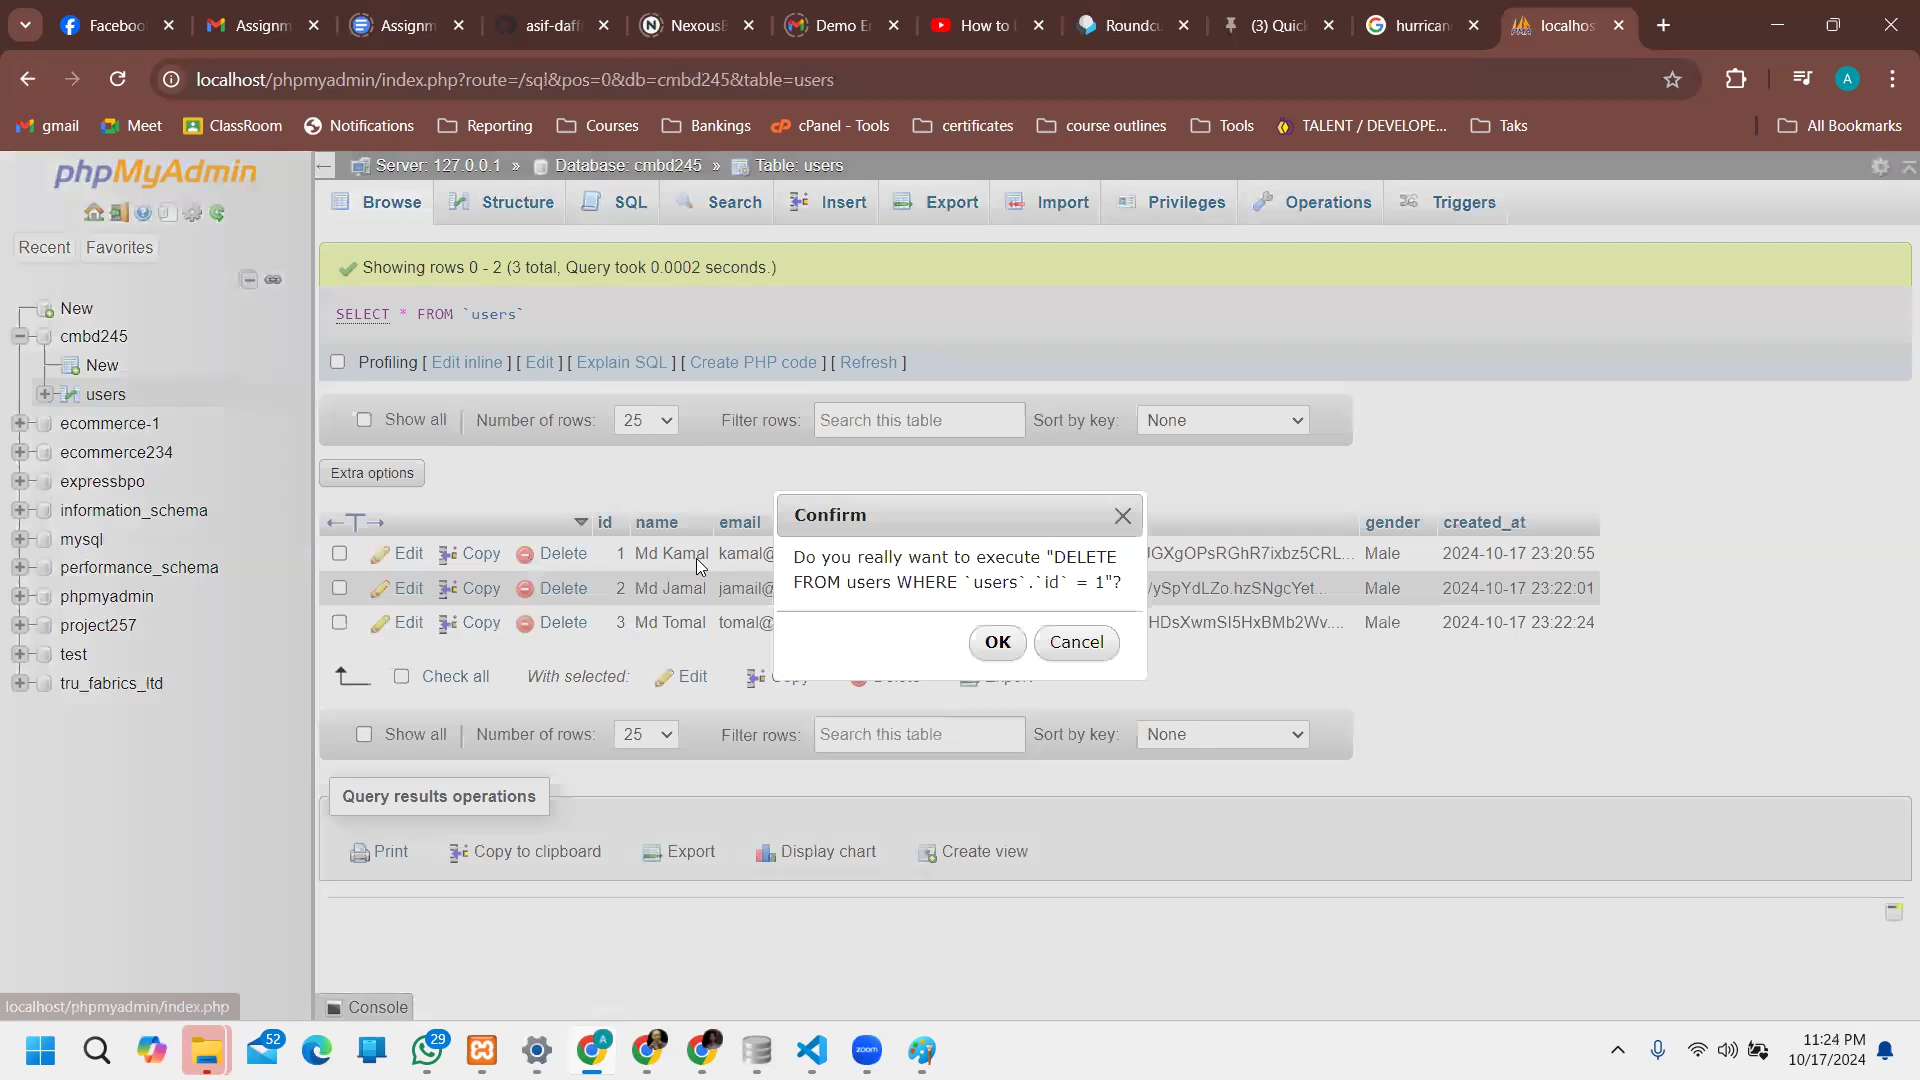 Faceboo
Assignm
Assignm
asif-daff
NexousB
Demo E
How to
Roundcu
(3) Quick
hurrican
localhos
localhost/phpmyadmin/index.php?route=/sql&pos=0&db=cmbd245&table=users
A
gmail
Meet
ClassRoom
Notifications
Reporting
Courses
Bankings
cPanel - Tools
certificates
course outlines
Tools
TALENT / DEVELOPE...
Taks
All Bookmarks
phpMyAdmin
Recent
Favorites
New
cmbd245
New
users
ecommerce-1
ecommerce234
expressbpo
information_schema
mysql
performance_schema
phpmyadmin
project257
test
tru_fabrics_ltd
localhost/phpmyadmin/index.php
Server: 127.0.0.1 » Database: cmbd245 » Table: users
Browse
Structure
SQL
Search
Insert
Export
Import
Privileges
Operations
Triggers
Showing rows 0 - 2 (3 total, Query took 0.0002 seconds.)
SELECT * FROM `users`
Profiling [ Edit inline ] [ Edit ] [ Explain SQL ] [ Create PHP code ] [ Refresh ]
Show all Number of rows: 25 Filter rows: Search this table Sort by key: None
Extra options
id name email gender created_at
Edit Copy Delete 1 Md Kamal kamal@ JGXgOPsRGhR7ixbz5CRL... Male 2024-10-17 23:20:55
Edit Copy Delete 2 Md Jamal jamail@ /ySpYdLZo.hzSNgcYet... Male 2024-10-17 23:22:01
Edit Copy Delete 3 Md Tomal tomal@ HDsXwmSI5HxBMb2Wv.... Male 2024-10-17 23:22:24
Check all With selected: Edit Copy Delete Export
Confirm
Do you really want to execute "DELETE
FROM users WHERE `users`.`id` = 1"?
OK
Cancel
Show all Number of rows: 25 Filter rows: Search this table Sort by key: None
Query results operations
Print
Copy to clipboard
Export
Display chart
Create view
Console
52
29
A
zoom
11:24 PM
10/17/2024